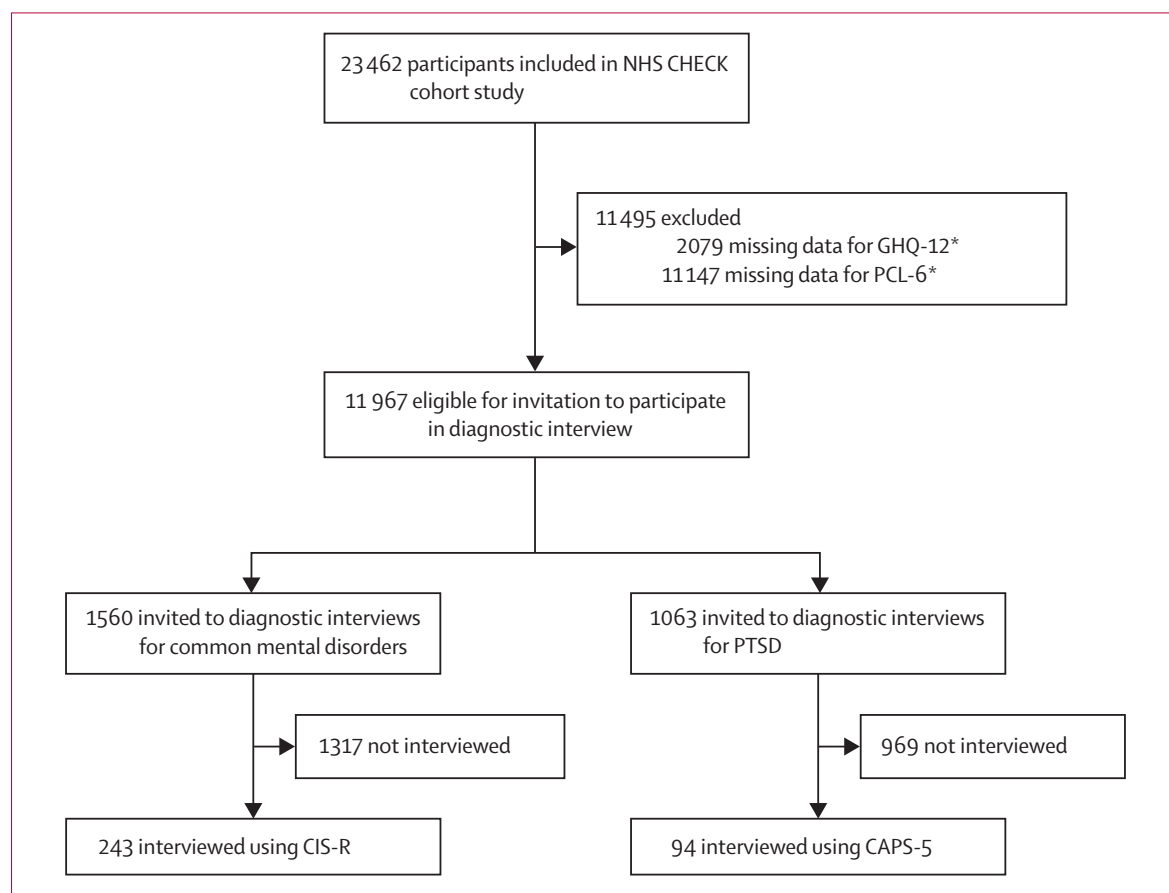 23 462 participants included in NHS CHECK
cohort study
11 495 excluded
2079 missing data for GHQ-12*
11 147 missing data for PCL-6*
11 967 eligible for invitation to participate
in diagnostic interview
1560 invited to diagnostic interviews
for common mental disorders
1063 invited to diagnostic interviews
for PTSD
1317 not interviewed
969 not interviewed
243 interviewed using CIS-R
94 interviewed using CAPS-5